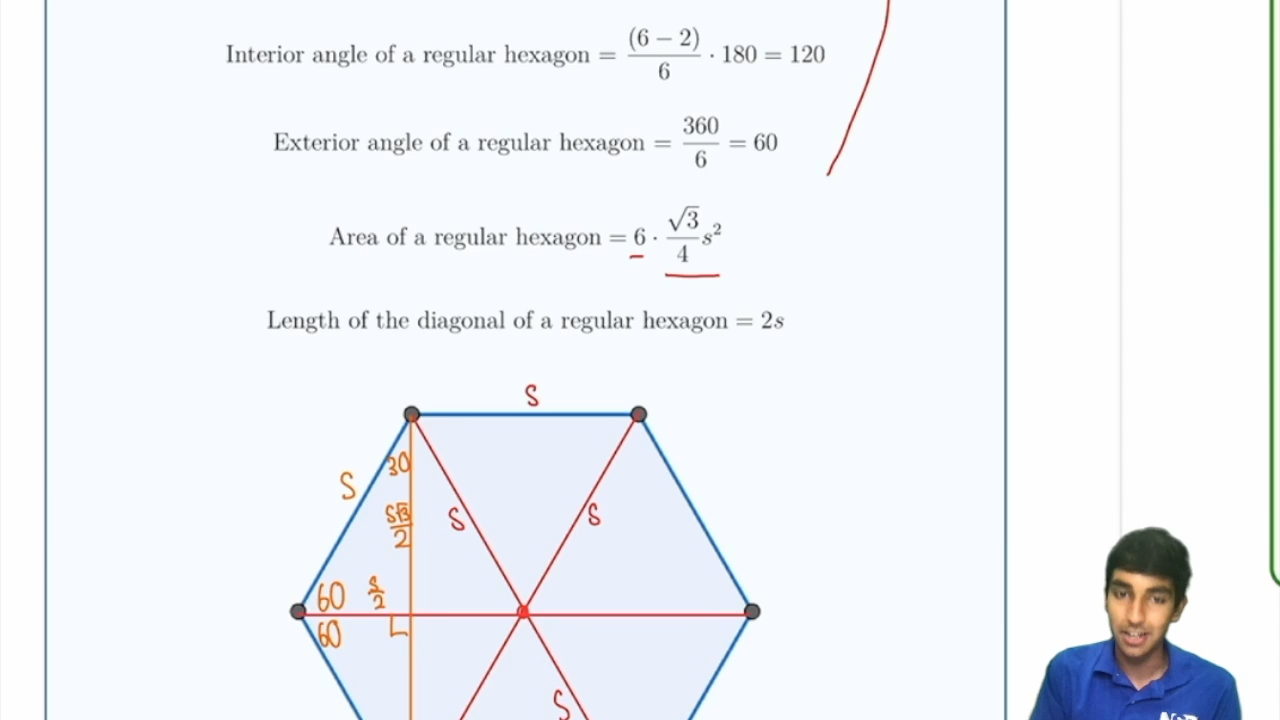 Interior angle of a regular hexagon = (6 − 2)/6 · 180 = 120
Exterior angle of a regular hexagon = 360/6 = 60
Area of a regular hexagon = 6 · √3/4 s²
Length of the diagonal of a regular hexagon = 2s
S
30
S
S√3/2
S
S
60 S/2
60
S